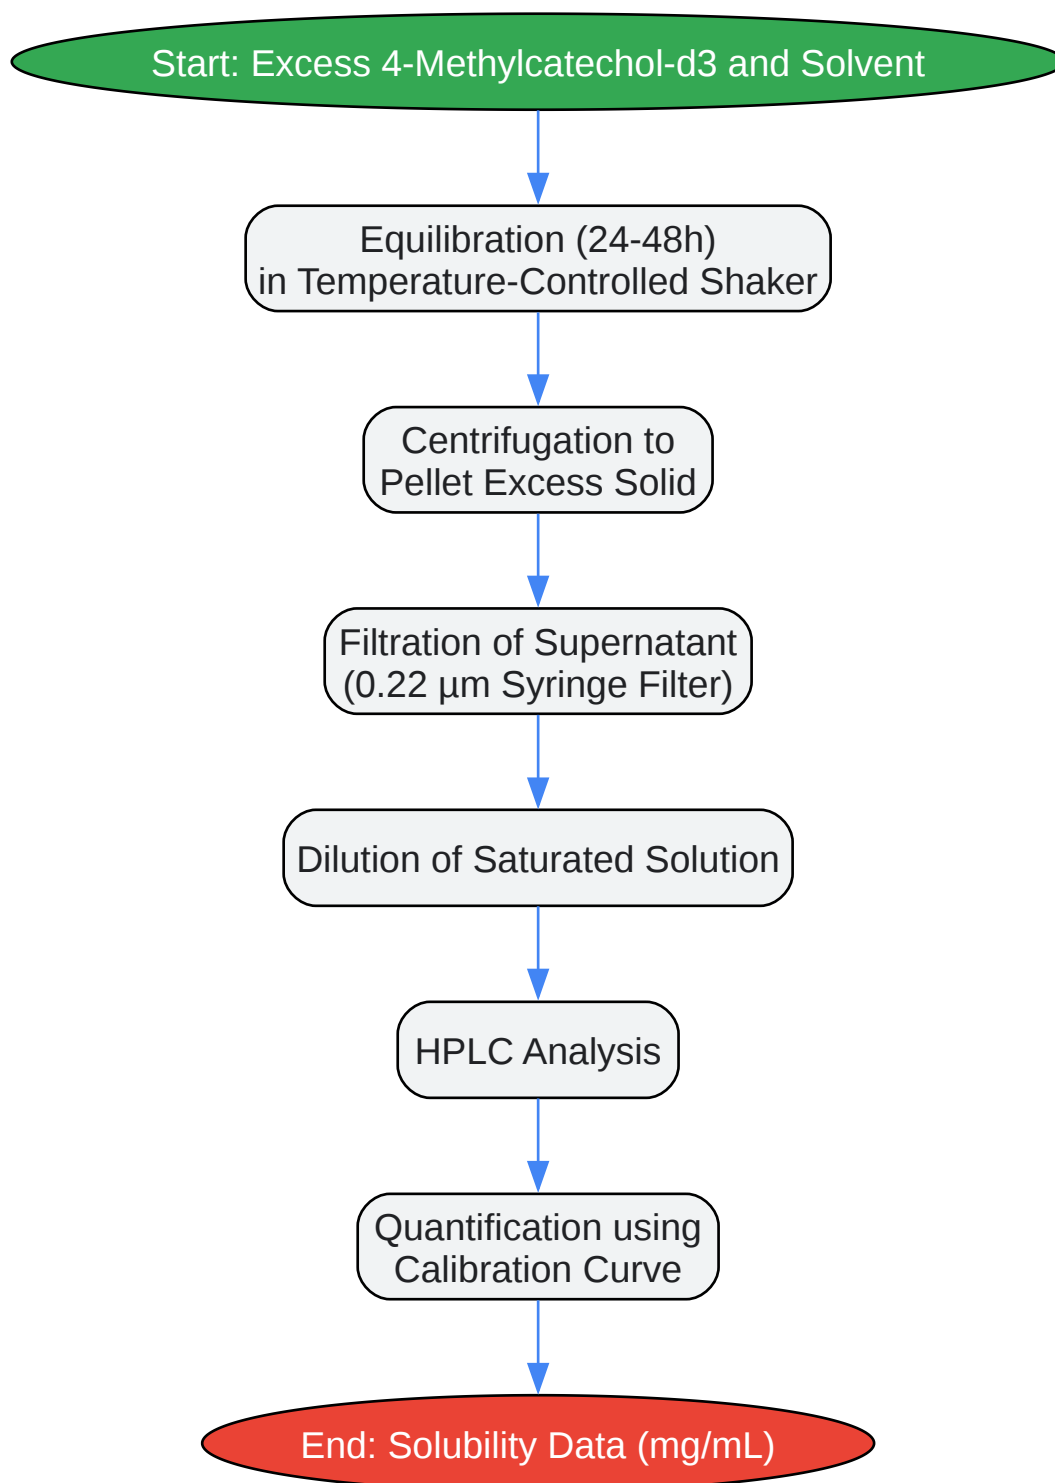 Start: Excess 4-Methylcatechol-d3 and Solvent
Equilibration (24-48h)
in Temperature-Controlled Shaker
Centrifugation to
Pellet Excess Solid
Filtration of Supernatant
(0.22 µm Syringe Filter)
Dilution of Saturated Solution
HPLC Analysis
Quantification using
Calibration Curve
End: Solubility Data (mg/mL)